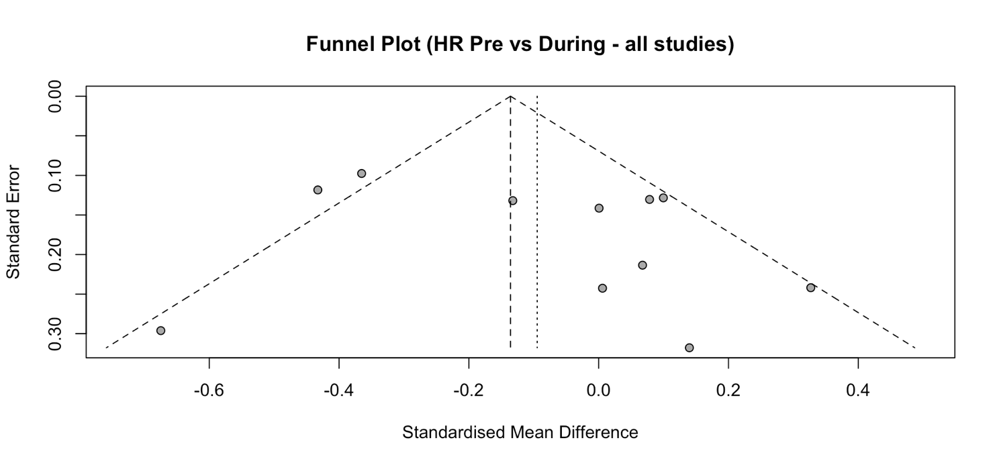 Funnel Plot (HR Pre vs During - all studies)
Standard Error
0.00
0.10
0.20
0.30
-0.6 -0.4 -0.2 0.0 0.2 0.4
Standardised Mean Difference